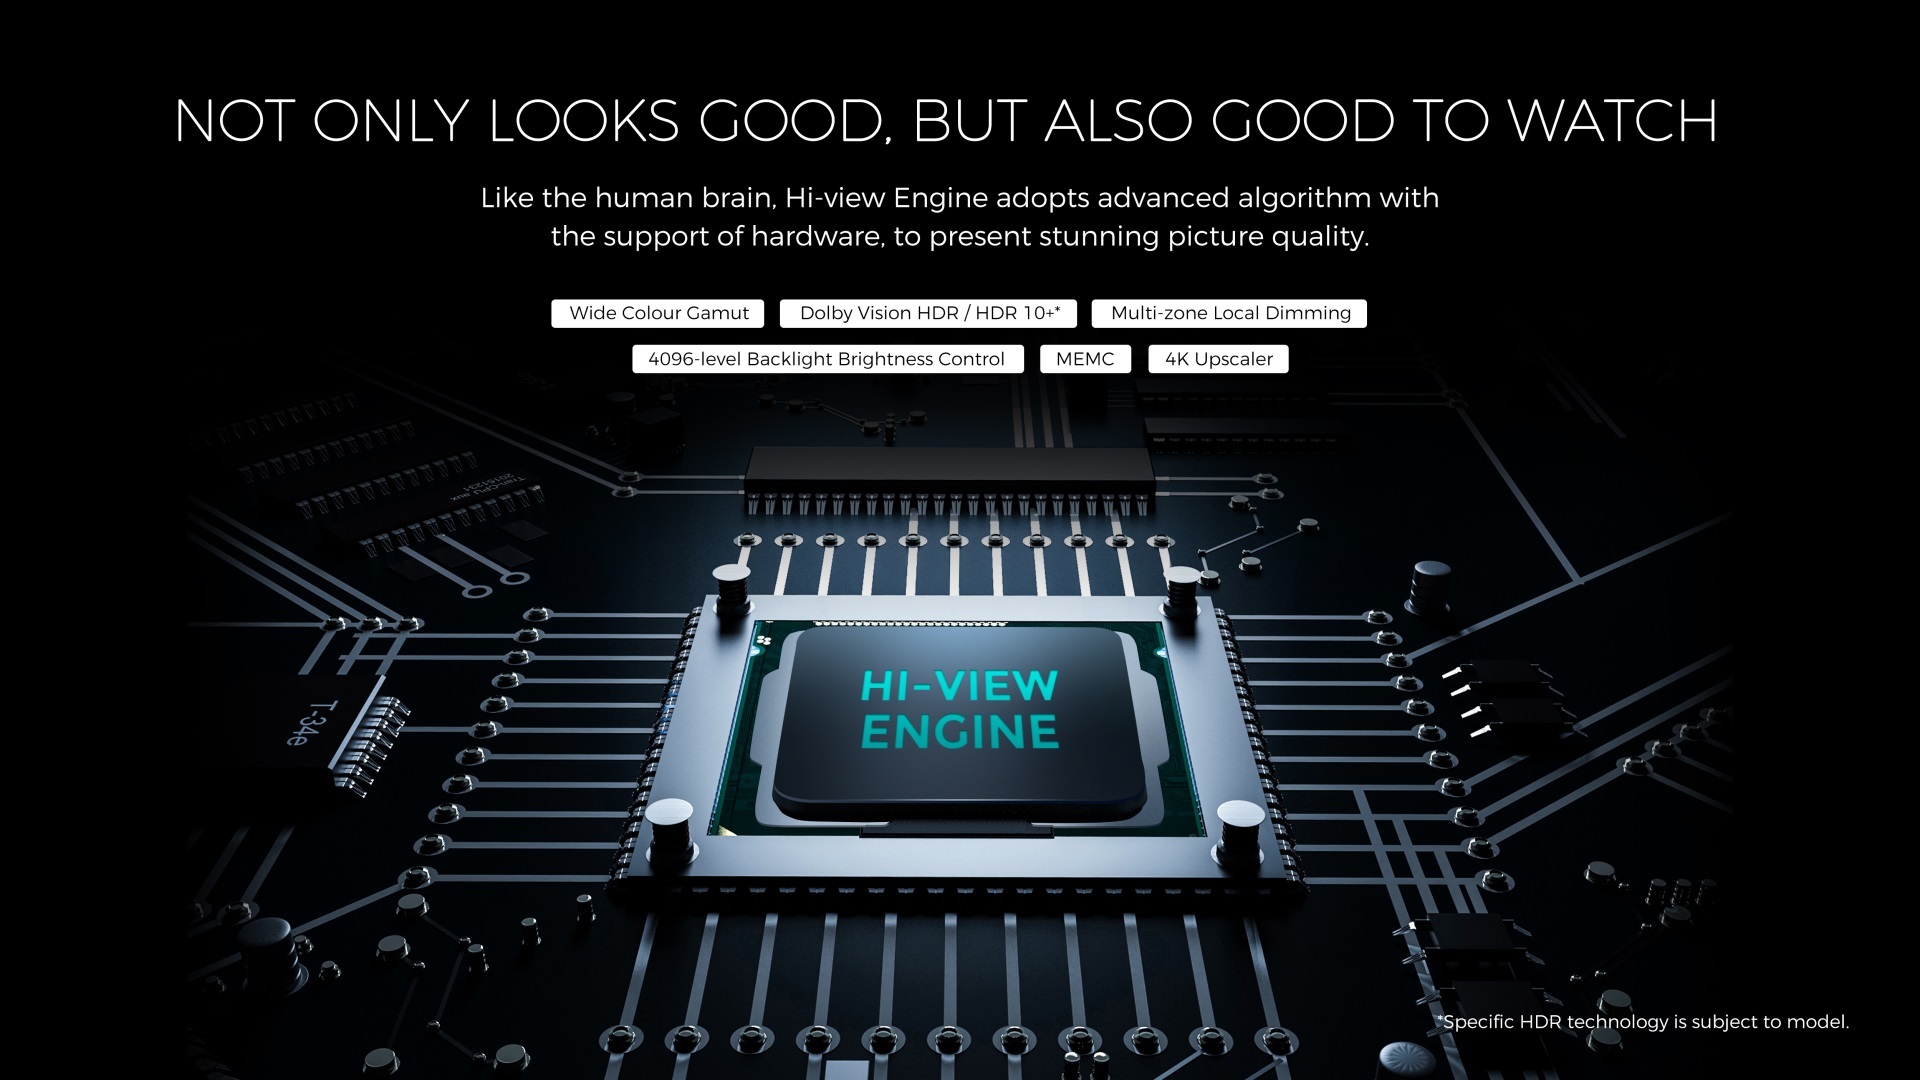 NOT ONLY LOOKS GOOD, BUT ALSO GOOD TO WATCH
Like the human brain, Hi-view Engine adopts advanced algorithm with
the support of hardware, to present stunning picture quality.
Wide Colour Gamut
Dolby Vision HDR / HDR 10+*
Multi-zone Local Dimming
4096-level Backlight Brightness Control
MEMC
4K Upscaler
HI-VIEW
ENGINE
T-34e
*Specific HDR technology is subject to model.